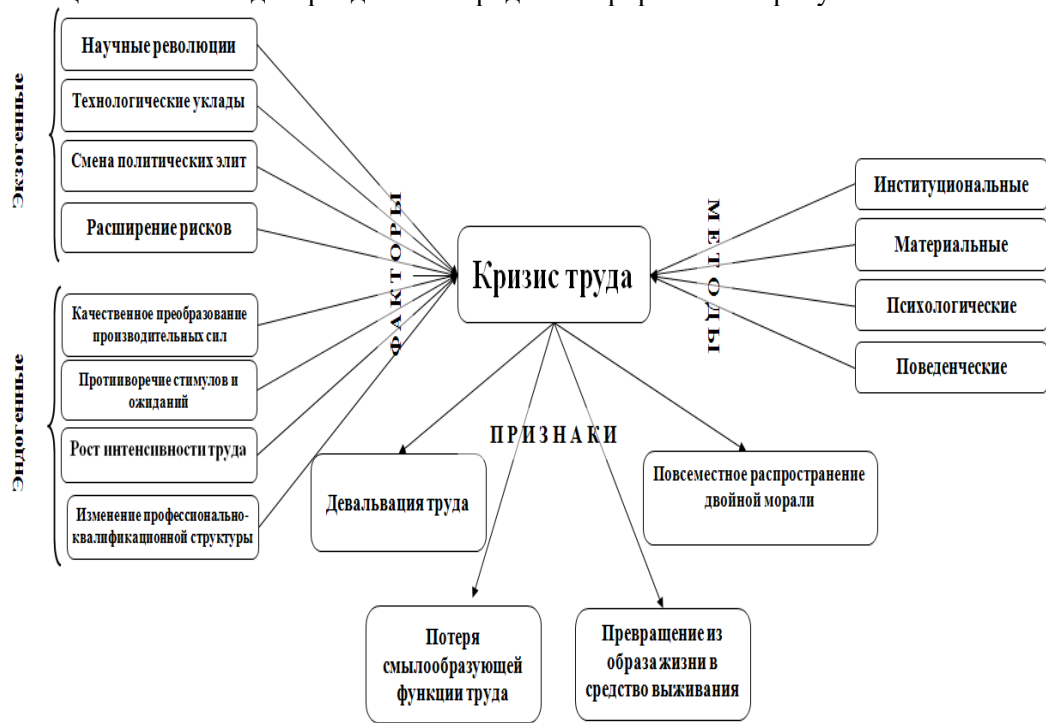 Экзогенные
Научные революции
Технологические уклады
Смена политических элит
Расширение рисков
Эндогенные
Качественное преобразование
производительных сил
Протииворечие стимулов и
ожиданий
Рост интенсивности труда
Изменение профессионально-
квалификационной структуры
ФАКТОРЫ
Кризис труда
МЕТОДЫ
Институциональные
Материальные
Психологические
Поведенческие
ПРИЗНАКИ
Девальвация труда
Повсеместное распространение
двойной морали
Потеря
смылообразующей
функции труда
Превращение из
образа жизни в
средство выживания